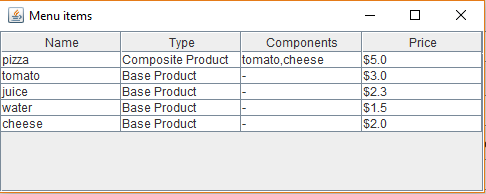 Menu items
Name Type Components Price
pizza Composite Product tomato,cheese $5.0
tomato Base Product - $3.0
juice Base Product - $2.3
water Base Product - $1.5
cheese Base Product - $2.0